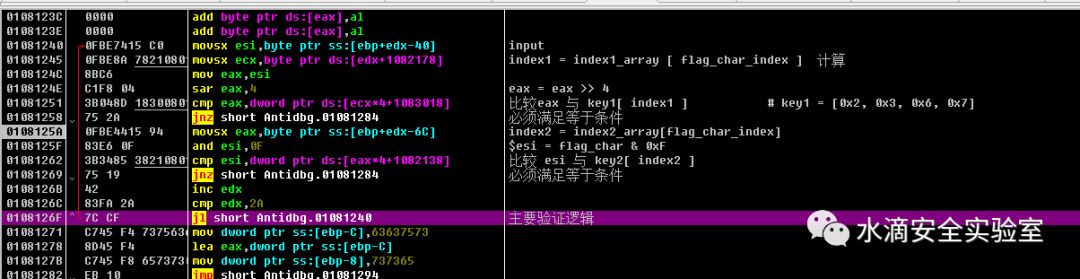 0108123C 0000 add byte ptr ds:[eax],al
0108123E 0000 add byte ptr ds:[eax],al
01081240 0FBE7415 C0 movsx esi,byte ptr ss:[ebp+edx-40] input
01081245 0FBE8A 7821080 movsx ecx,byte ptr ds:[edx+1082178] index1 = index1_array [ flag_char_index ] 计算
0108124C 8BC6 mov eax,esi
0108124E C1F8 04 sar eax,4 eax = eax >> 4
01081251 3B048D 1830080 cmp eax,dword ptr ds:[ecx*4+1083018] 比较eax 与 key1[ index1 ] # key1 = [0x2, 0x3, 0x6, 0x7]
01081258 75 2A jnz short Antidbg.01081284 必须满足等于条件
0108125A 0FBE4415 94 movsx eax,byte ptr ss:[ebp+edx-6C] index2 = index2_array[flag_char_index]
0108125F 83E6 0F and esi,0F $esi = flag_char & 0xF
01081262 3B3485 3821080 cmp esi,dword ptr ds:[eax*4+1082138] 比较 esi 与 key2[ index2 ]
01081269 75 19 jnz short Antidbg.01081284 必须满足等于条件
0108126B 42 inc edx
0108126C 83FA 2A cmp edx,2A
0108126F 7C CF jl short Antidbg.01081240 主要验证逻辑
01081271 C745 F4 737563 mov dword ptr ss:[ebp-C],63637573
01081278 8D45 F4 lea eax,dword ptr ss:[ebp-C]
0108127B C745 F8 657373 mov dword ptr ss:[ebp-8],737365
01081282 EB 10 jmp short Antidbg.01081294
水滴安全实验室